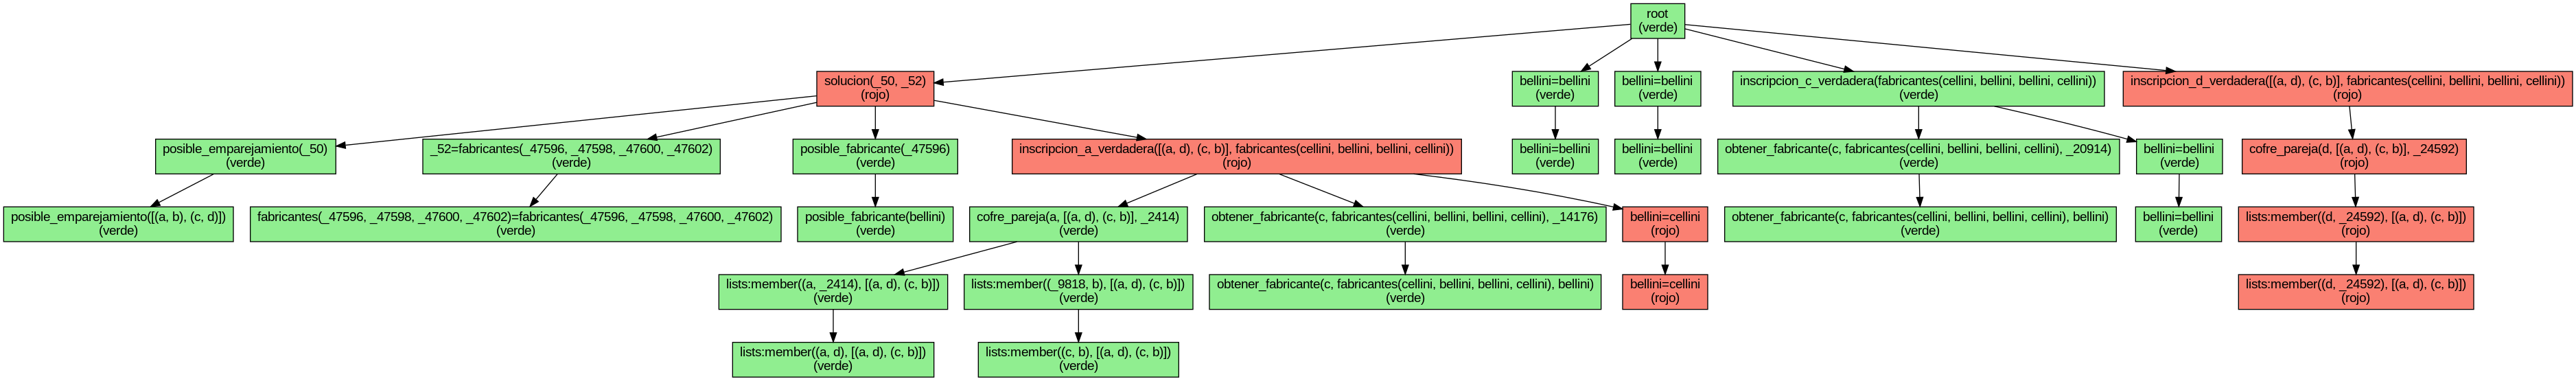 root
(verde)
solucion(_50, _52)
(rojo)
bellini=bellini
(verde)
bellini=bellini
(verde)
inscripcion_c_verdadera(fabricantes(cellini, bellini, bellini, cellini))
(verde)
inscripcion_d_verdadera([(a, d), (c, b)], fabricantes(cellini, bellini, bellini, cellini))
(rojo)
posible_emparejamiento(_50)
(verde)
_52=fabricantes(_47596, _47598, _47600, _47602)
(verde)
posible_fabricante(_47596)
(verde)
inscripcion_a_verdadera([(a, d), (c, b)], fabricantes(cellini, bellini, bellini, cellini))
(rojo)
bellini=bellini
(verde)
bellini=bellini
(verde)
obtener_fabricante(c, fabricantes(cellini, bellini, bellini, cellini), _20914)
(verde)
bellini=bellini
(verde)
cofre_pareja(d, [(a, d), (c, b)], _24592)
(rojo)
posible_emparejamiento([(a, b), (c, d)])
(verde)
fabricantes(_47596, _47598, _47600, _47602)=fabricantes(_47596, _47598, _47600, _47602)
(verde)
posible_fabricante(bellini)
(verde)
cofre_pareja(a, [(a, d), (c, b)], _2414)
(verde)
obtener_fabricante(c, fabricantes(cellini, bellini, bellini, cellini), _14176)
(verde)
bellini=cellini
(rojo)
obtener_fabricante(c, fabricantes(cellini, bellini, bellini, cellini), bellini)
(verde)
bellini=bellini
(verde)
lists:member((d, _24592), [(a, d), (c, b)])
(rojo)
lists:member((a, _2414), [(a, d), (c, b)])
(verde)
lists:member((_9818, b), [(a, d), (c, b)])
(verde)
obtener_fabricante(c, fabricantes(cellini, bellini, bellini, cellini), bellini)
(verde)
bellini=cellini
(rojo)
lists:member((d, _24592), [(a, d), (c, b)])
(rojo)
lists:member((a, d), [(a, d), (c, b)])
(verde)
lists:member((c, b), [(a, d), (c, b)])
(verde)